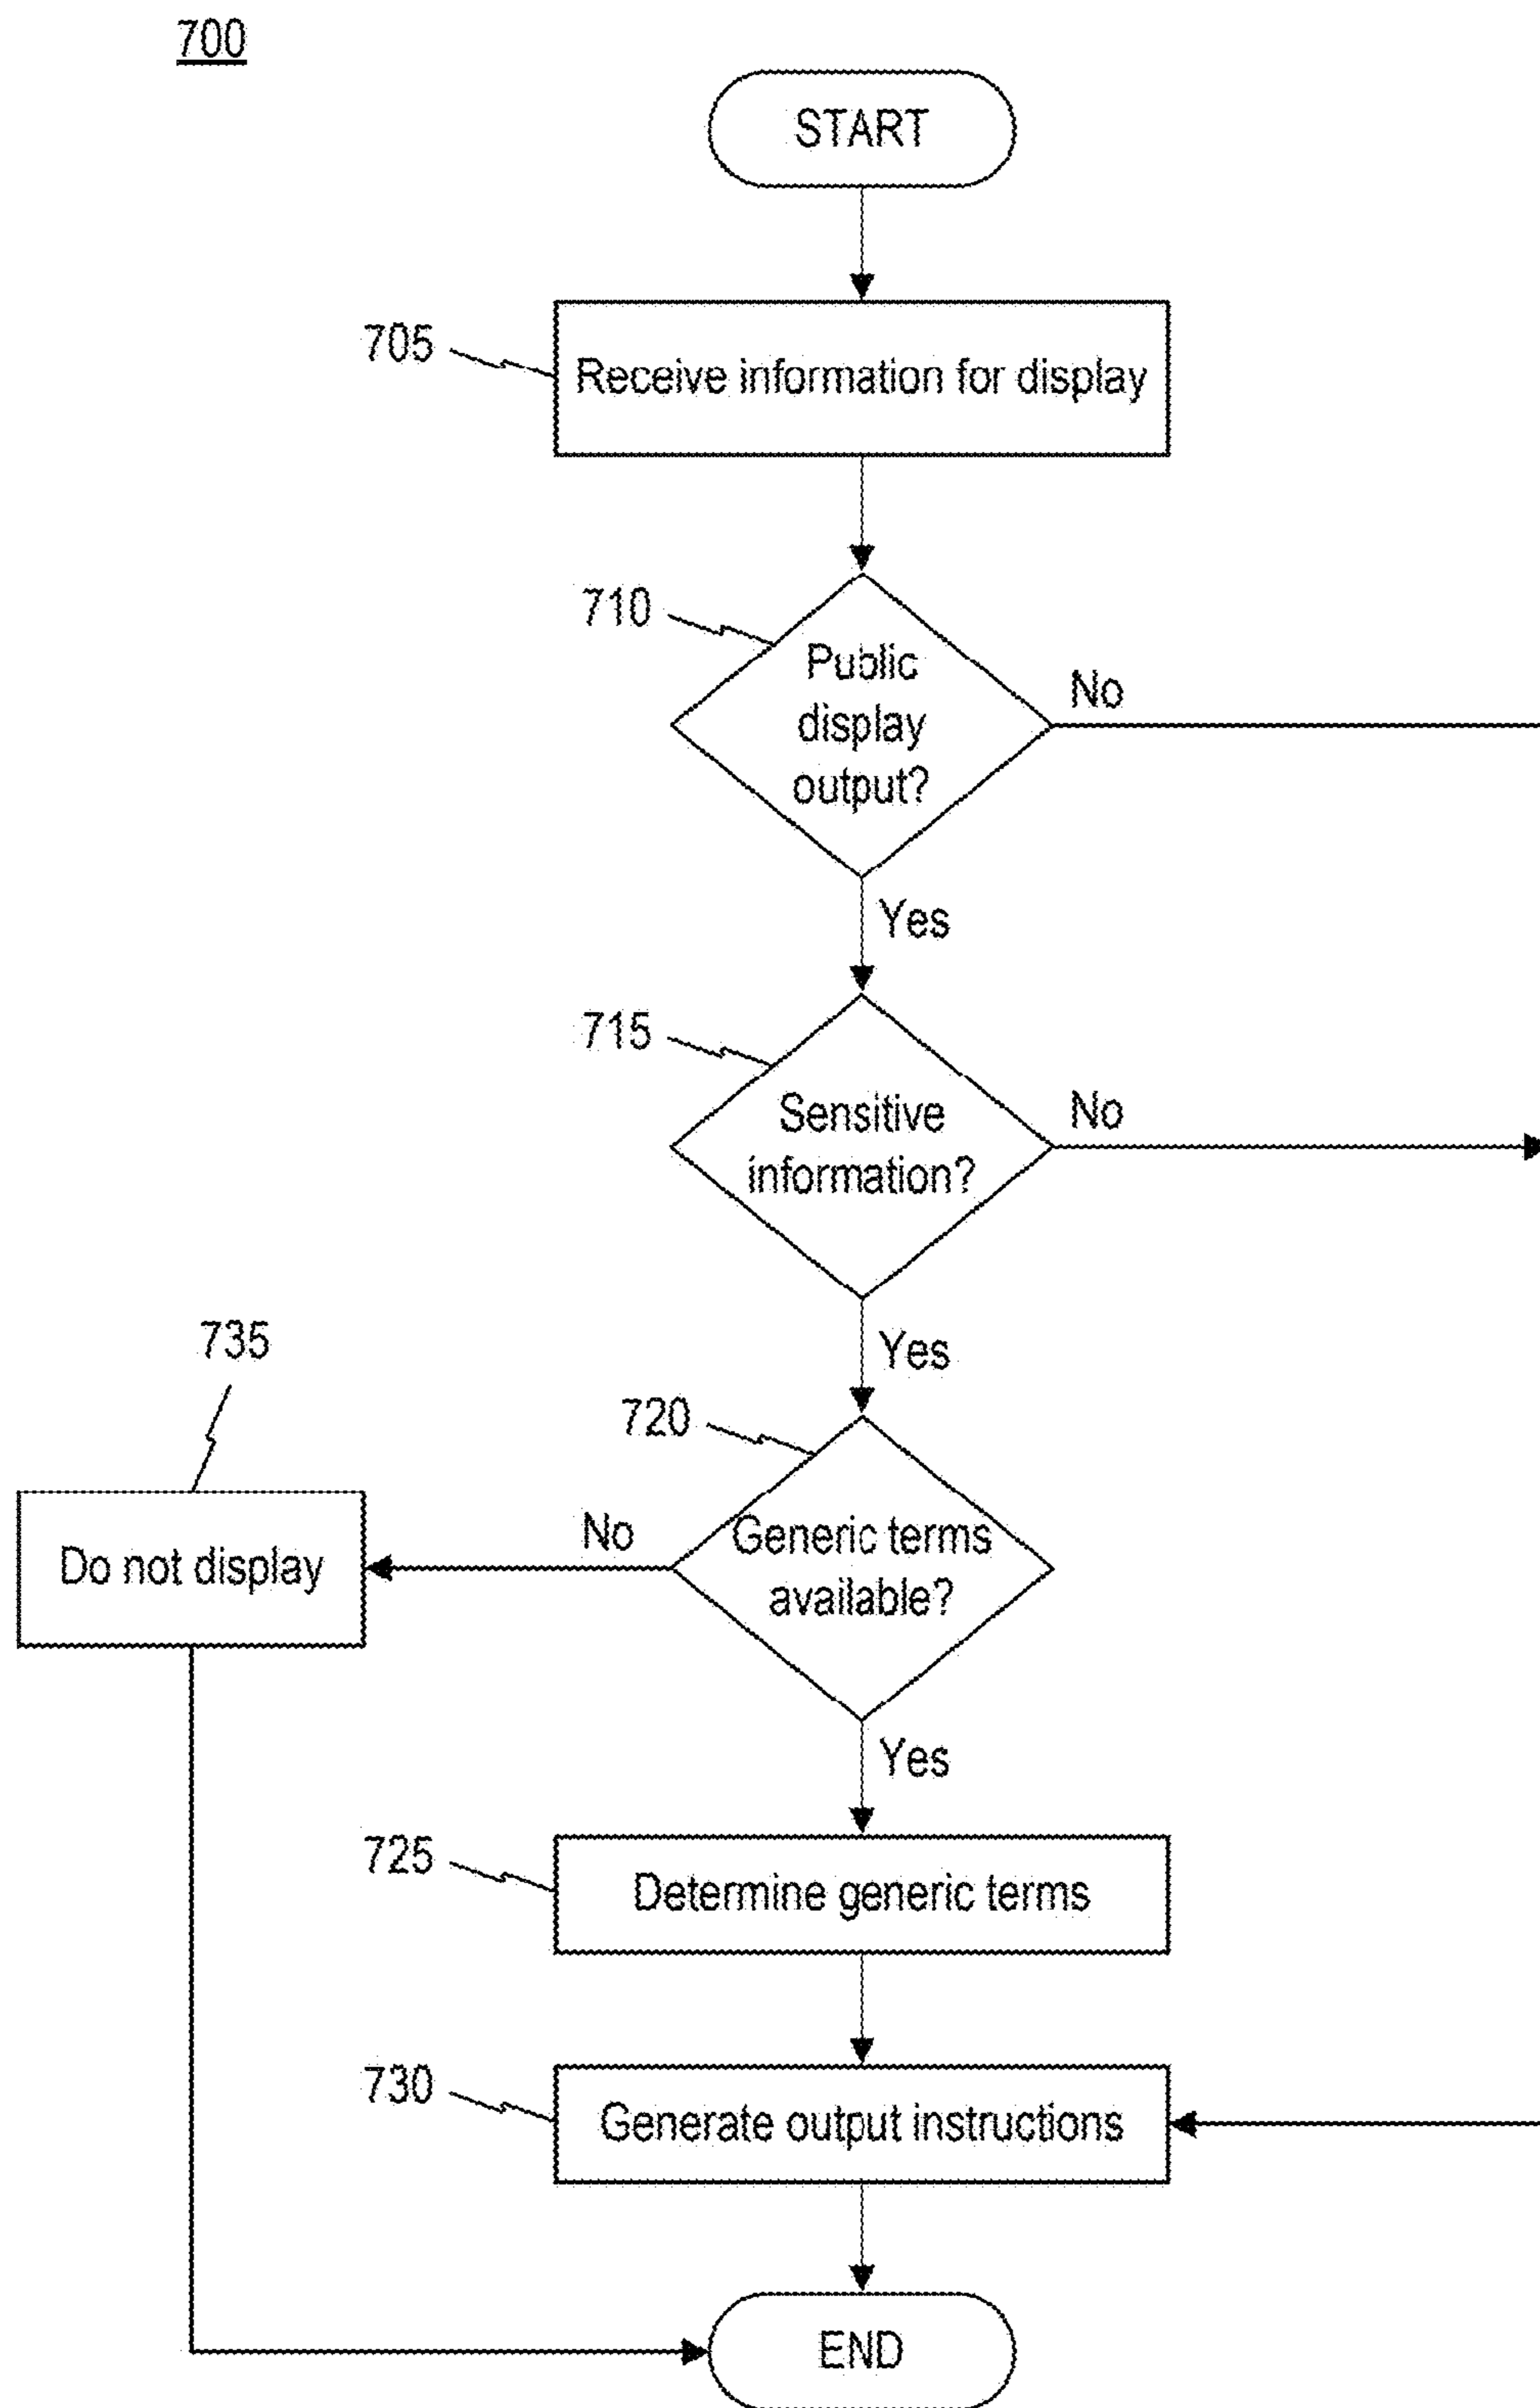 700
START
705
Receive information for display
710
Public
display
output?
No
Yes
715
Sensitive
information?
No
Yes
735
720
Do not display
No
Generic terms
available?
Yes
725
Determine generic terms
730
Generate output instructions
END